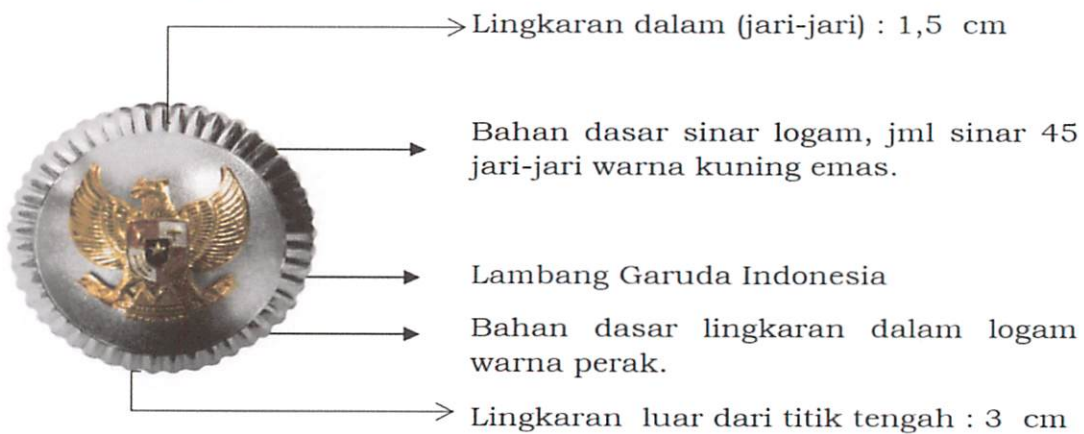 Lingkaran dalam (jari-jari) : 1,5 cm
Bahan dasar sinar logam, jml sinar 45
jari-jari warna kuning emas.
Lambang Garuda Indonesia
Bahan dasar lingkaran dalam logam
warna perak.
Lingkaran luar dari titik tengah : 3 cm